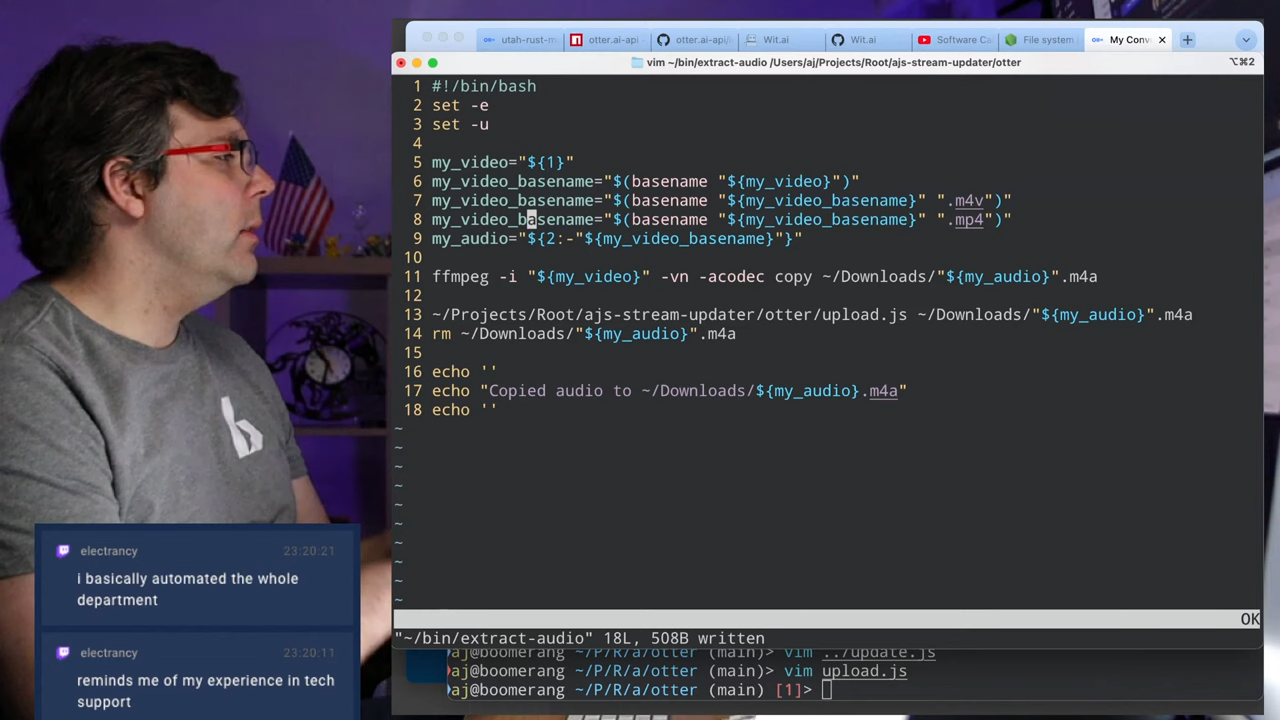 utah-rust-m
otter.ai-api
otter.ai-api/
Wit.ai
Wit.ai
Software Ca
File system
My Conv
vim ~/bin/extract-audio /Users/aj/Projects/Root/ajs-stream-updater/otter
⌥⌘2
1 #!/bin/bash
2 set -e
3 set -u
4
5 my_video="${1}"
6 my_video_basename="$(basename "${my_video}")"
7 my_video_basename="$(basename "${my_video_basename}" ".m4v")"
8 my_video_basename="$(basename "${my_video_basename}" ".mp4")"
9 my_audio="${2:-"${my_video_basename}"}"
10
11 ffmpeg -i "${my_video}" -vn -acodec copy ~/Downloads/"${my_audio}".m4a
12
13 ~/Projects/Root/ajs-stream-updater/otter/upload.js ~/Downloads/"${my_audio}".m4a
14 rm ~/Downloads/"${my_audio}".m4a
15
16 echo ''
17 echo "Copied audio to ~/Downloads/${my_audio}.m4a"
18 echo ''
~
~
~
~
~
~
~
~
~
~
OK
"~/bin/extract-audio" 18L, 508B written
aj@boomerang ~/P/R/a/otter (main)> vim ../update.js
aj@boomerang ~/P/R/a/otter (main)> vim upload.js
aj@boomerang ~/P/R/a/otter (main) [1]>
electrancy 23:20:21
i basically automated the whole
department
electrancy 23:20:11
reminds me of my experience in tech
support